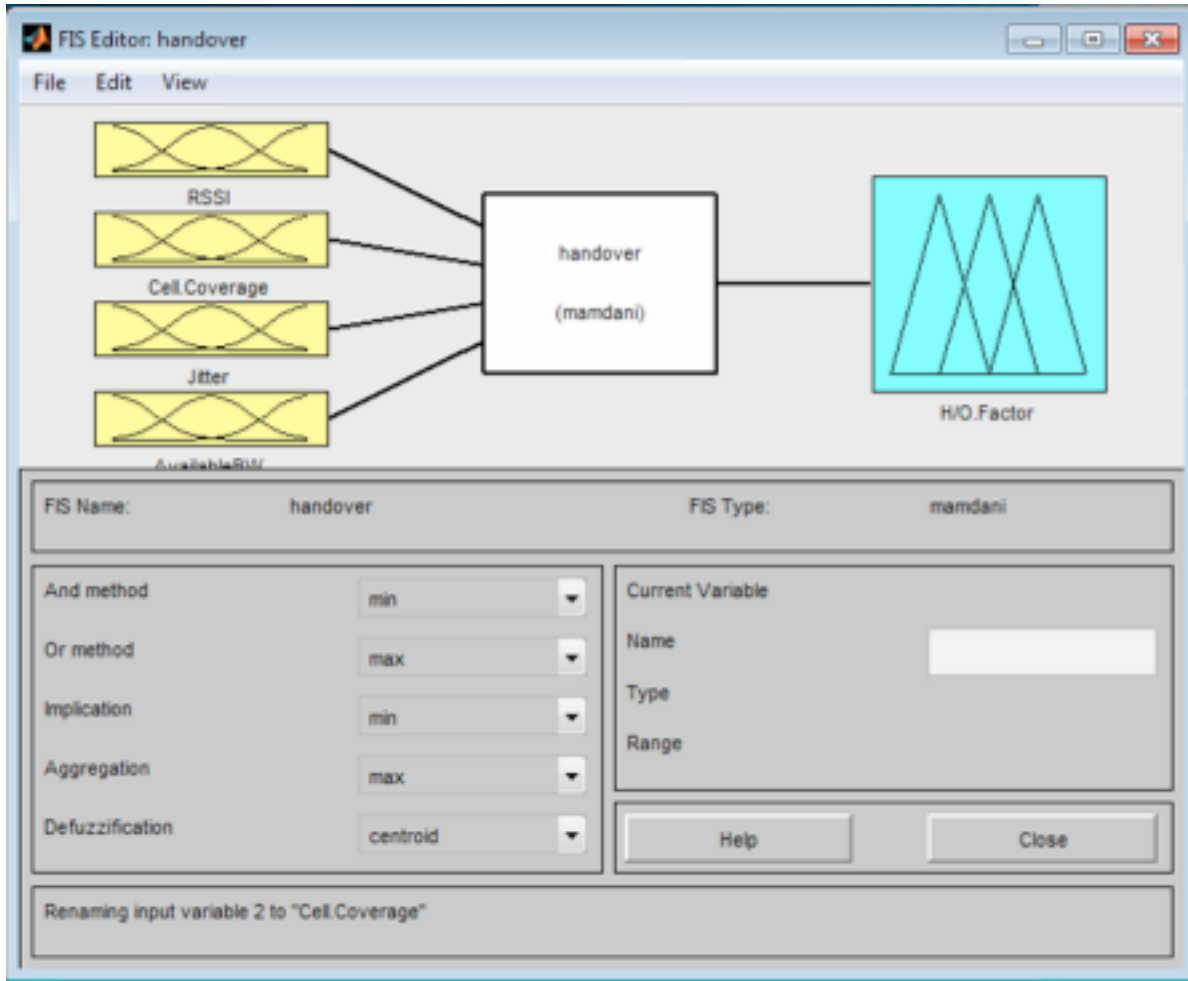 FIS Editor: handover
File Edit View
RSSI
Cell.Coverage
Jitter
AvailableBW
handover
(mamdani)
H/O.Factor
FIS Name: handover FIS Type: mamdani
And method min
Or method max
Implication min
Aggregation max
Defuzzification centroid
Current Variable
Name
Type
Range
Help Close
Renaming input variable 2 to "Cell.Coverage"